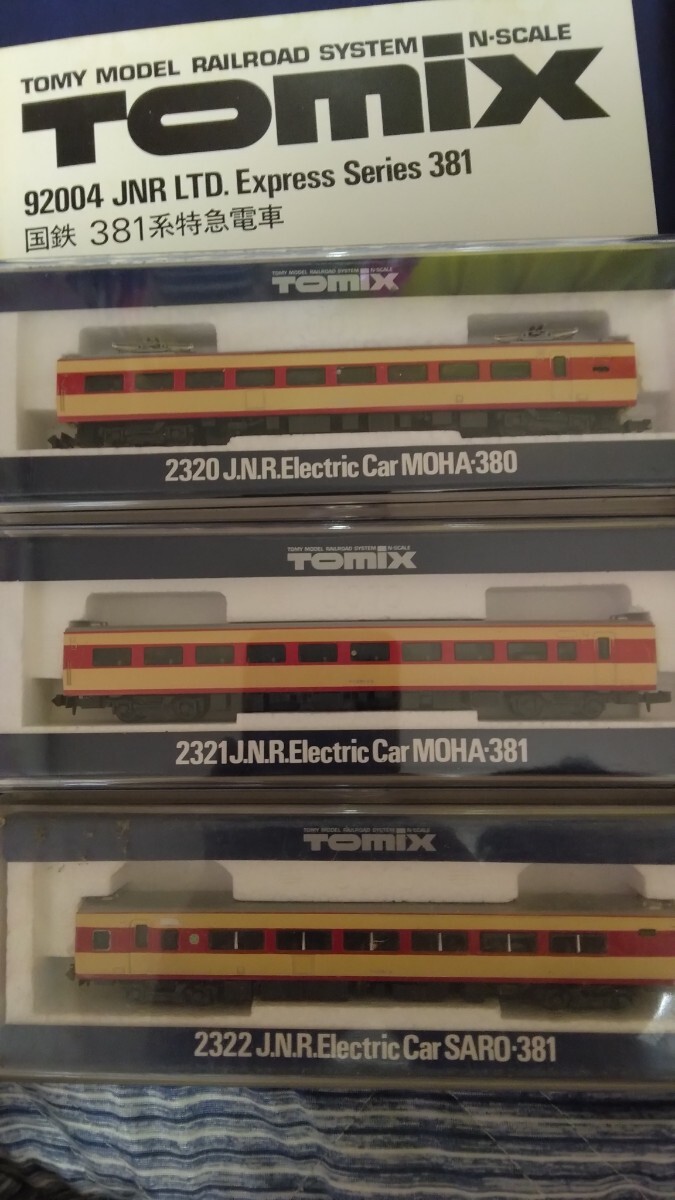 TOMY MODEL RAILROAD SYSTEM N-SCALE
TOMIX
92004 JNR LTD. Express Series 381
国鉄 381系特急電車
TOMY MODEL RAILROAD SYSTEM N-SCALE
TOMIX
2320 J.N.R.Electric Car MOHA·380
TOMY MODEL RAILROAD SYSTEM N-SCALE
TOMIX
2321 J.N.R.Electric Car MOHA·381
TOMY MODEL RAILROAD SYSTEM N-SCALE
TOMIX
2322 J.N.R.Electric Car SARO·381